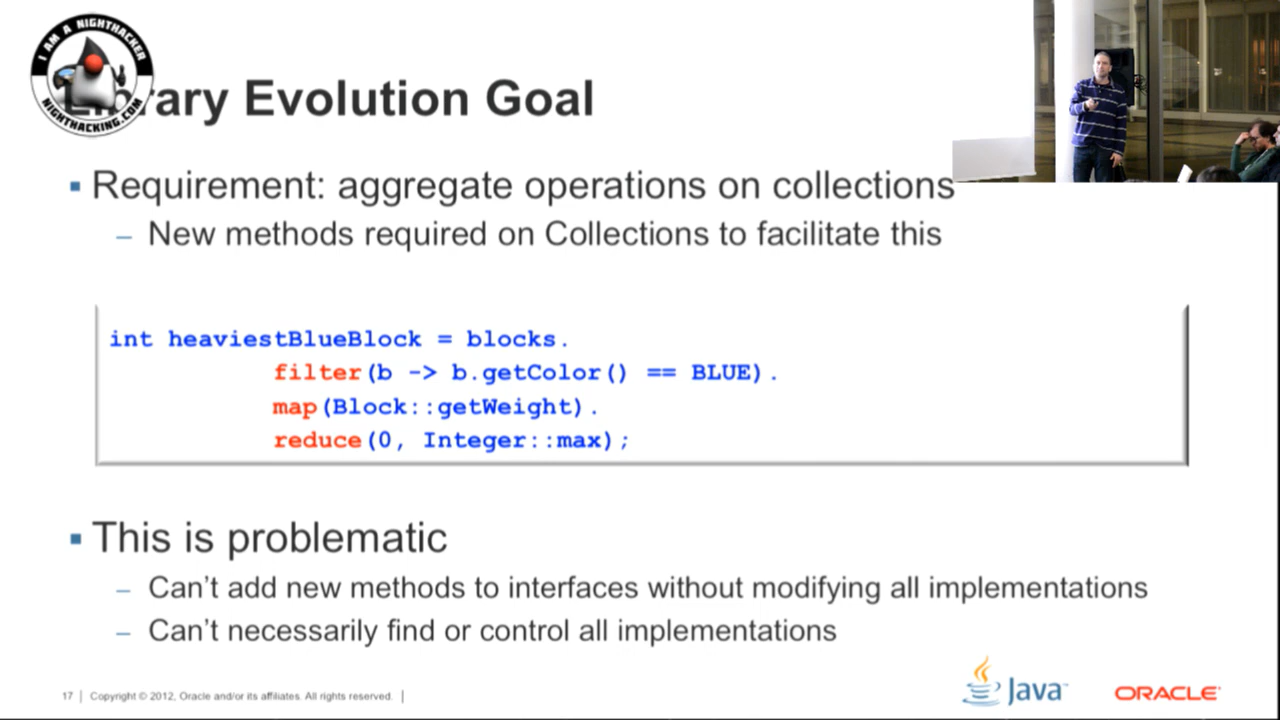 I AM A NIGHTHACKER
NIGHTHACKING.COM
Library Evolution Goal
▪ Requirement: aggregate operations on collections
– New methods required on Collections to facilitate this
int heaviestBlueBlock = blocks.
filter(b -> b.getColor() == BLUE).
map(Block::getWeight).
reduce(0, Integer::max);
▪ This is problematic
– Can't add new methods to interfaces without modifying all implementations
– Can't necessarily find or control all implementations
17 | Copyright © 2012, Oracle and/or its affiliates. All rights reserved. |
Java™
ORACLE®